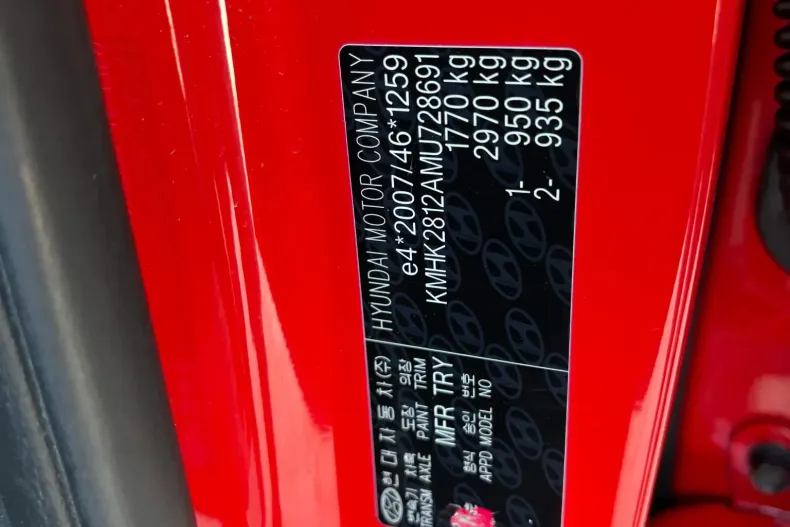 HYUNDAI MOTOR COMPANY
e4*2007/46*1259
KMHK2812AMU728691
1770 kg
2970 kg
1- 950 kg
2- 935 kg
현대자동차(주)
변속기 차축 도장 의장
TRANSM AXLE PAINT TRIM
MFR TRY
형식 승인 번호
APPD MODEL NO